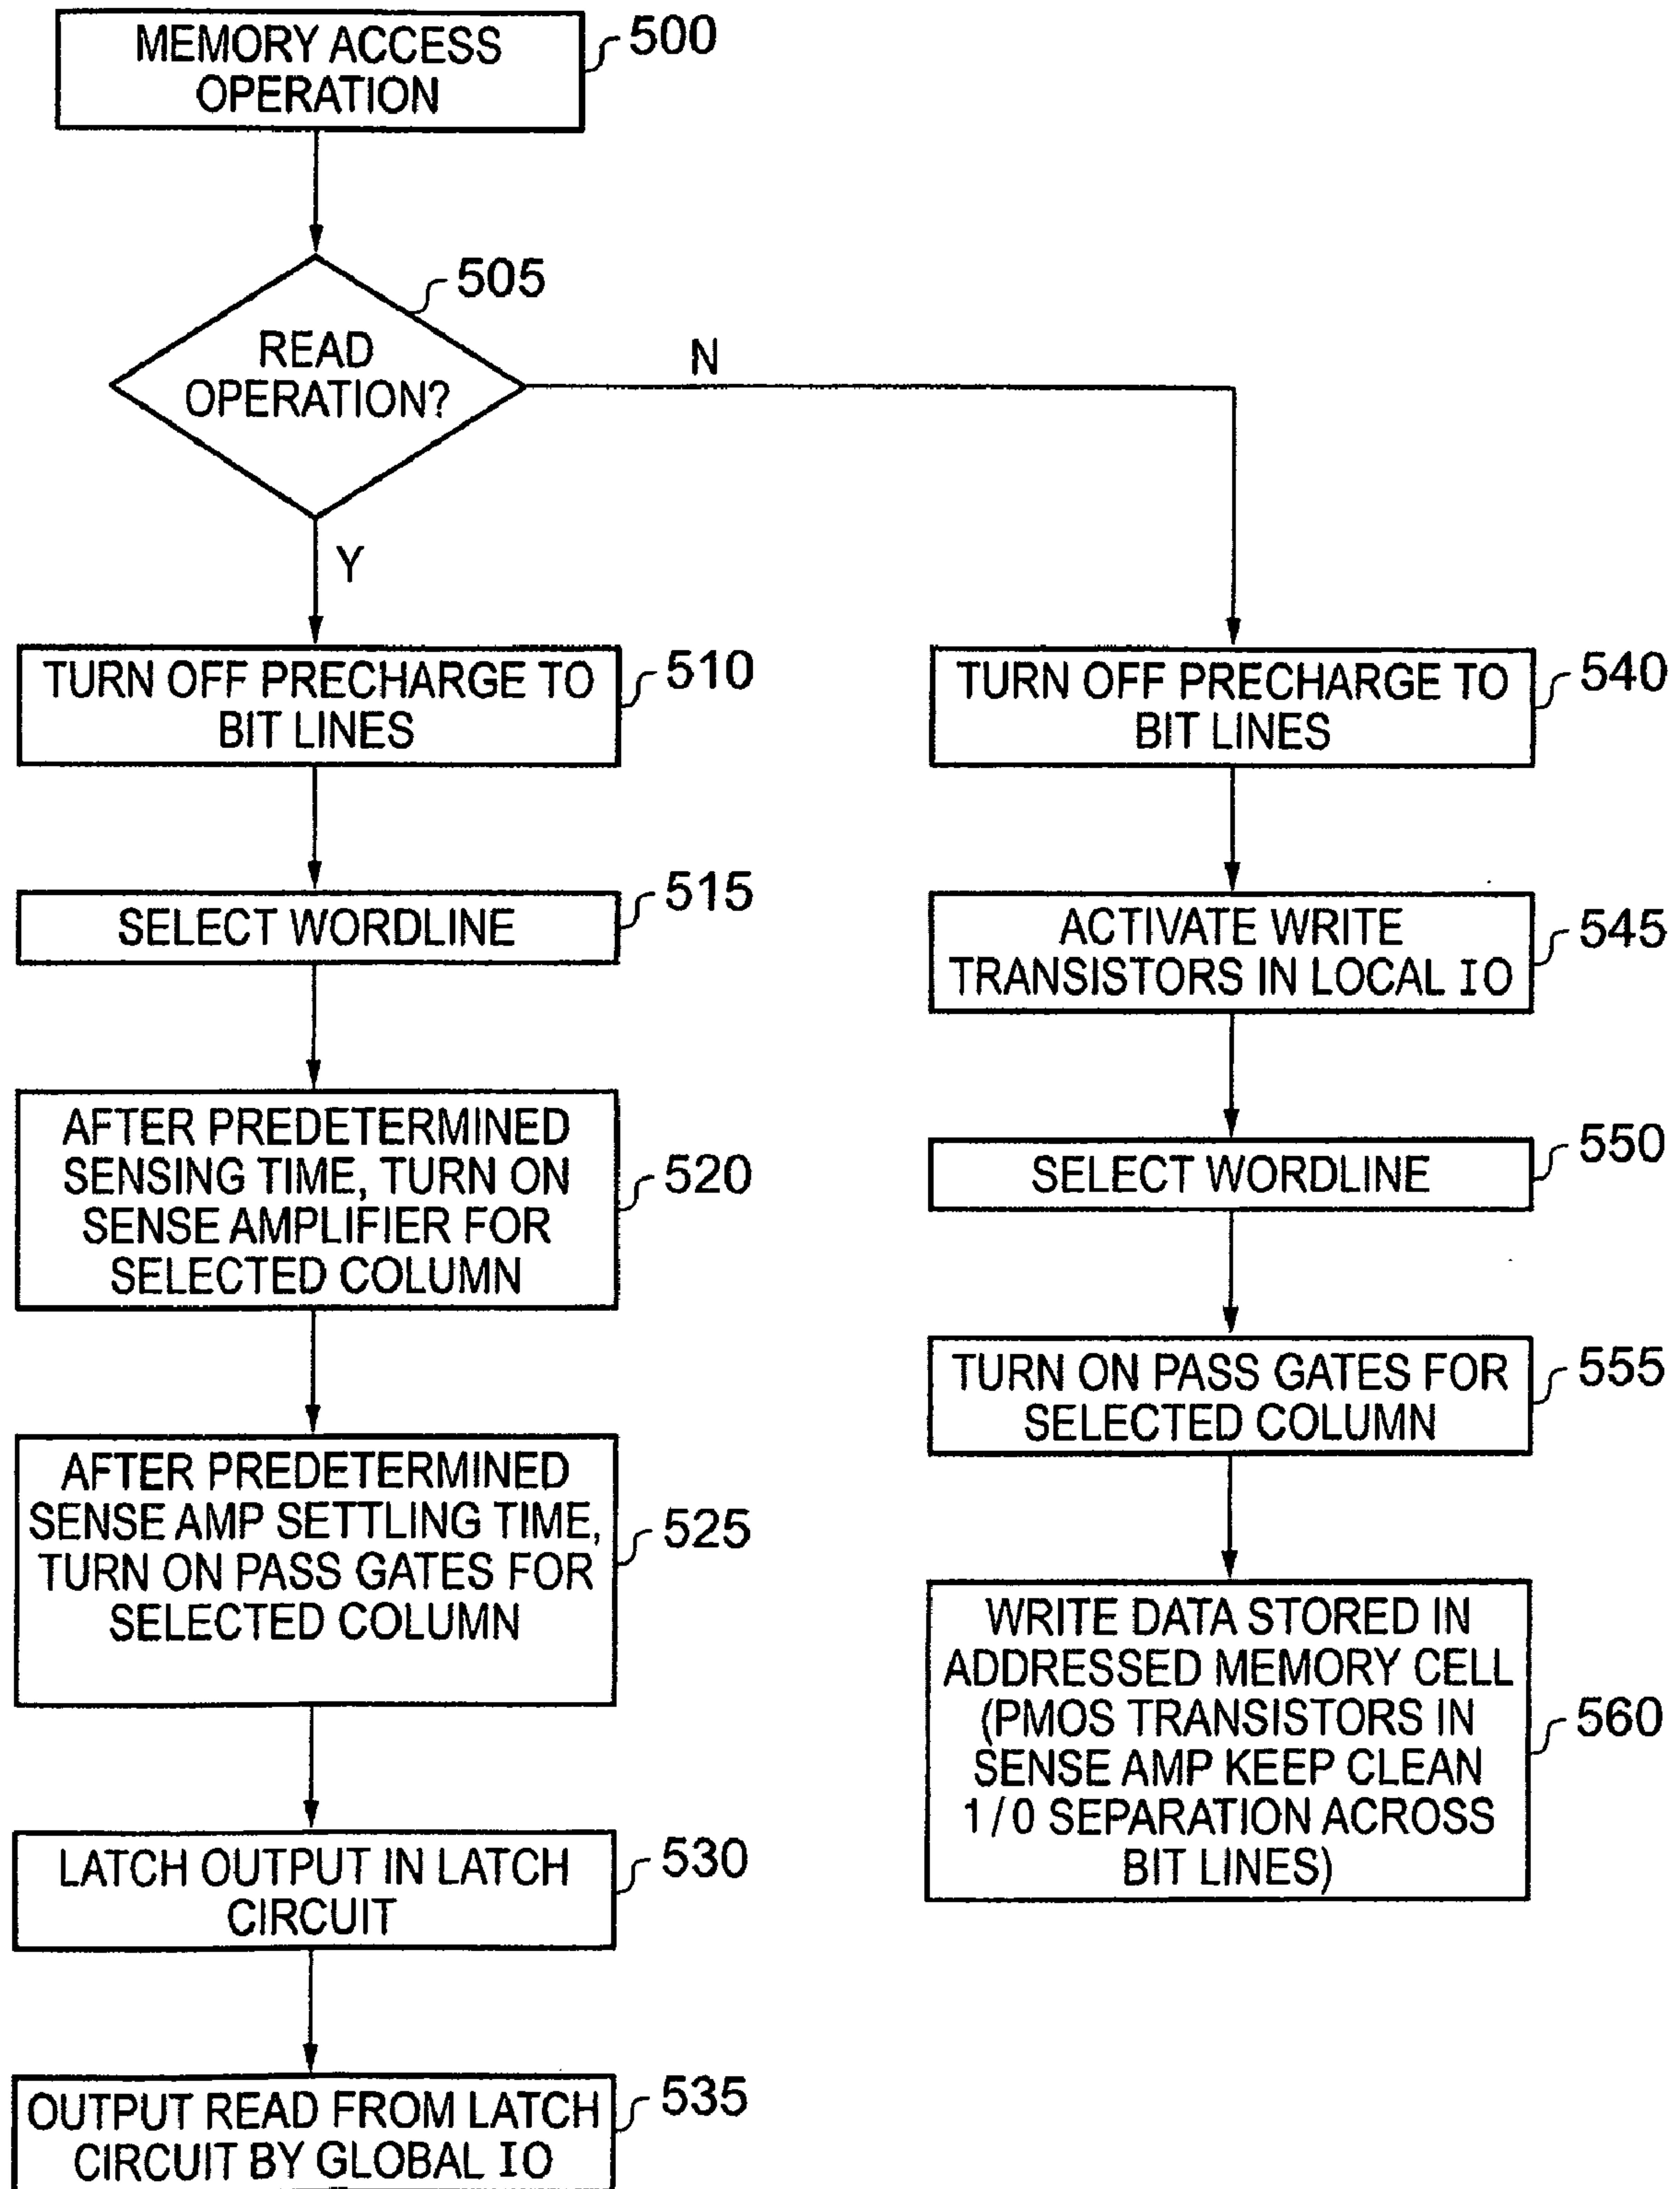 MEMORY ACCESS
OPERATION
500
505
READ
OPERATION?
N
Y
TURN OFF PRECHARGE TO
BIT LINES
510
SELECT WORDLINE
515
AFTER PREDETERMINED
SENSING TIME, TURN ON
SENSE AMPLIFIER FOR
SELECTED COLUMN
520
AFTER PREDETERMINED
SENSE AMP SETTLING TIME,
TURN ON PASS GATES FOR
SELECTED COLUMN
525
LATCH OUTPUT IN LATCH
CIRCUIT
530
OUTPUT READ FROM LATCH
CIRCUIT BY GLOBAL IO
535
TURN OFF PRECHARGE TO
BIT LINES
540
ACTIVATE WRITE
TRANSISTORS IN LOCAL IO
545
SELECT WORDLINE
550
TURN ON PASS GATES FOR
SELECTED COLUMN
555
WRITE DATA STORED IN
ADDRESSED MEMORY CELL
(PMOS TRANSISTORS IN
SENSE AMP KEEP CLEAN
1/0 SEPARATION ACROSS
BIT LINES)
560